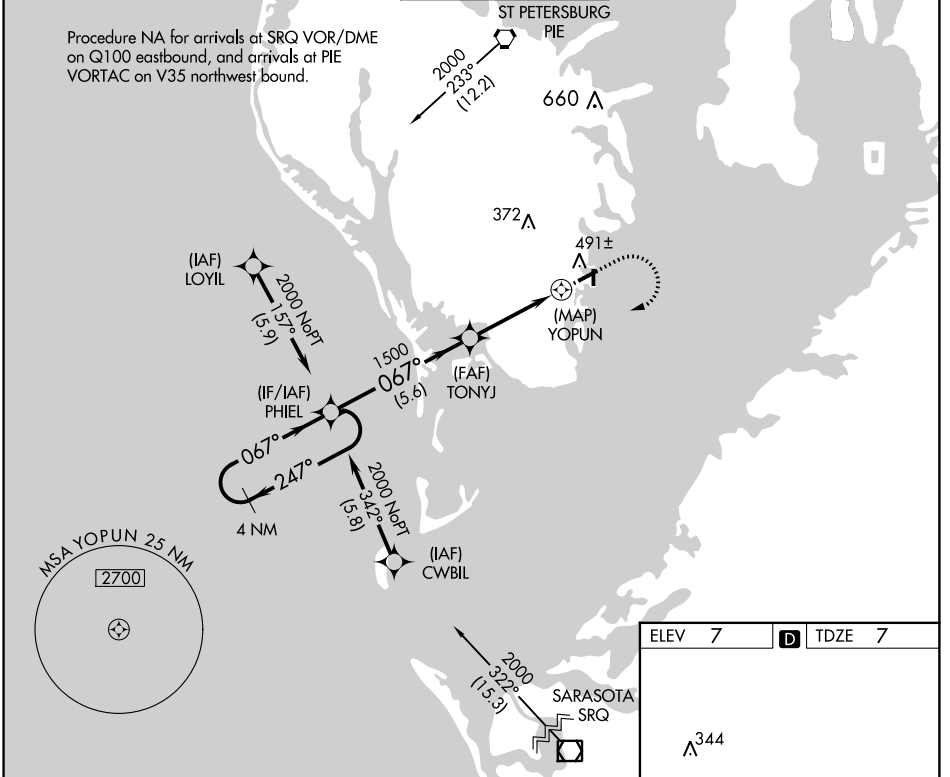 ST PETERSBURG
PIE
Procedure NA for arrivals at SRQ VOR/DME
on Q100 eastbound, and arrivals at PIE
VORTAC on V35 northwest bound.
2000
233°
(12.2)
660
372
491±
(IAF)
LOYIL
2000 NoPT
157°
(5.9)
(MAP)
YOPUN
1500
067°
(5.6)
(FAF)
TONYJ
(IF/IAF)
PHIEL
067°
247°
4 NM
2000 NoPT
342°
(5.8)
(IAF)
CWBIL
MSA YOPUN 25 NM
2700
2000
322°
(15.3)
SARASOTA
SRQ
ELEV 7 D TDZE 7
344